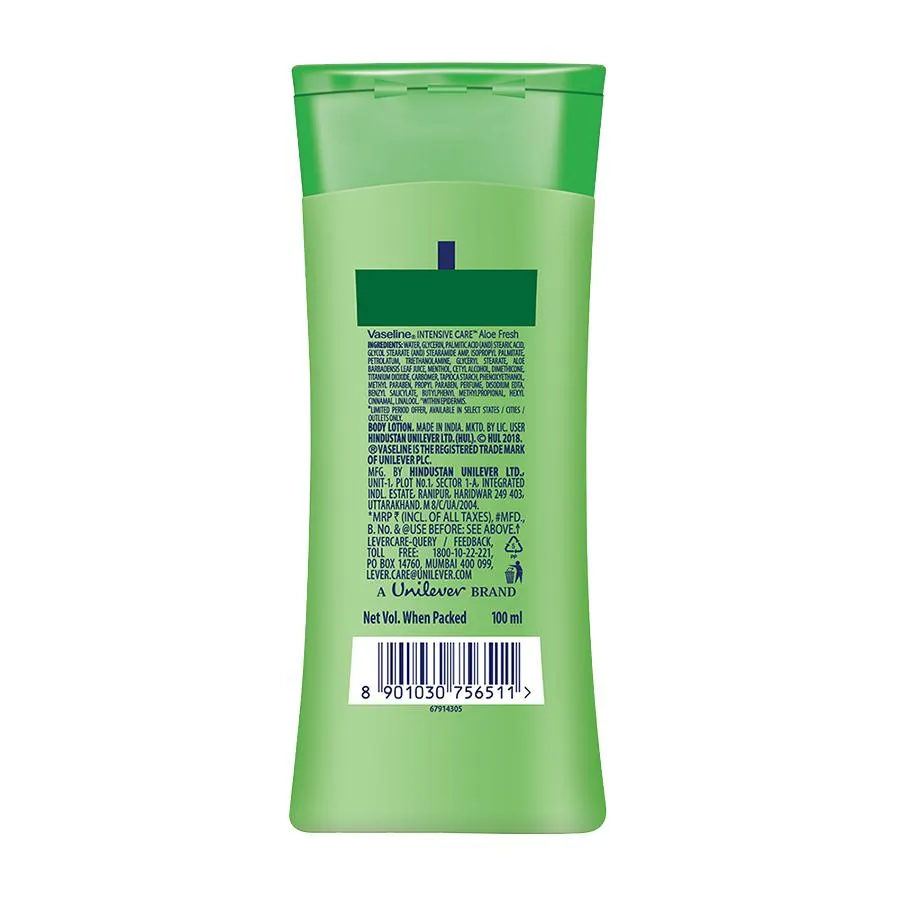 Vaseline® INTENSIVE CARE™ Aloe Fresh
INGREDIENTS: WATER, GLYCERIN, PALMITIC ACID (AND) STEARIC ACID,
GLYCOL STEARATE (AND) STEARAMIDE AMP, ISOPROPYL PALMITATE,
PETROLATUM, TRIETHANOLAMINE, GLYCERYL STEARATE, ALOE
BARBADENSIS LEAF JUICE, MENTHOL, CETYL ALCOHOL, DIMETHICONE,
TITANIUM DIOXIDE, CARBOMER, TAPIOCA STARCH, PHENOXYETHANOL,
METHYL PARABEN, PROPYL PARABEN, PERFUME, DISODIUM EDTA,
BENZYL SALICYLATE, BUTYLPHENYL METHYLPROPIONAL, HEXYL
CINNAMAL, LINALOOL. ^WITHIN EPIDERMIS.
*LIMITED PERIOD OFFER, AVAILABLE IN SELECT STATES / CITIES /
OUTLETS ONLY.
BODY LOTION. MADE IN INDIA. MKTD. BY LIC. USER
HINDUSTAN UNILEVER LTD. (HUL). © HUL 2018.
® VASELINE IS THE REGISTERED TRADE MARK
OF UNILEVER PLC.
MFG. BY HINDUSTAN UNILEVER LTD.,
UNIT-1, PLOT No.1, SECTOR 1-A, INTEGRATED
INDL. ESTATE, RANIPUR, HARIDWAR 249 403,
UTTARAKHAND. M 8/C/UA/2004.
*MRP ₹ (INCL. OF ALL TAXES), #MFD.,
B. No. & @USE BEFORE: SEE ABOVE.↑
LEVERCARE-QUERY / FEEDBACK,
TOLL FREE: 1800-10-22-221,
PO BOX 14760, MUMBAI 400 099,
LEVER.CARE@UNILEVER.COM
5
PP
A Unilever BRAND
Net Vol. When Packed 100 ml
8 901030 756511 >
67914305